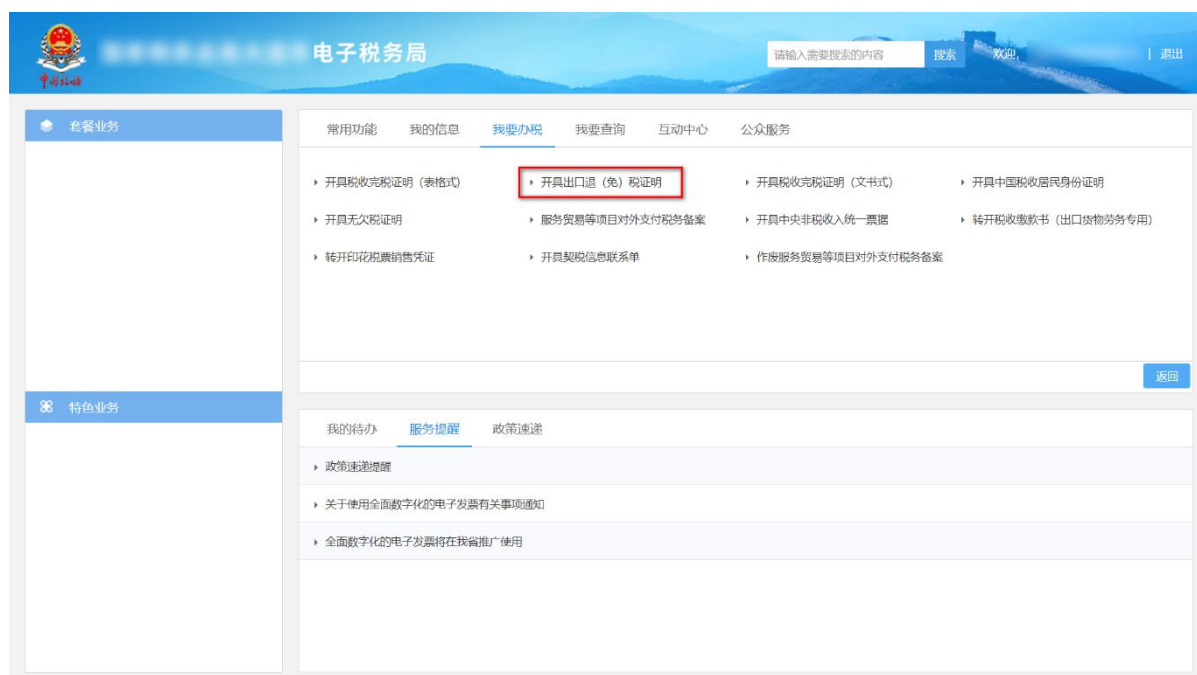 电子税务局
请输入需要搜索的内容 搜索 欢迎, | 退出
中国税务
套餐业务
常用功能 我的信息 我要办税 我要查询 互动中心 公众服务
开具税收完税证明（表格式） 开具出口退（免）税证明 开具税收完税证明（文书式） 开具中国税收居民身份证明
开具无欠税证明 服务贸易等项目对外支付税务备案 开具中央非税收入统一票据 转开税收缴款书（出口货物劳务专用）
转开印花税票销售凭证 开具契税信息联系单 作废服务贸易等项目对外支付税务备案
返回
特色业务
我的待办 服务提醒 政策速递
政策速递提醒
关于使用全面数字化的电子发票有关事项通知
全面数字化的电子发票将在我省推广使用